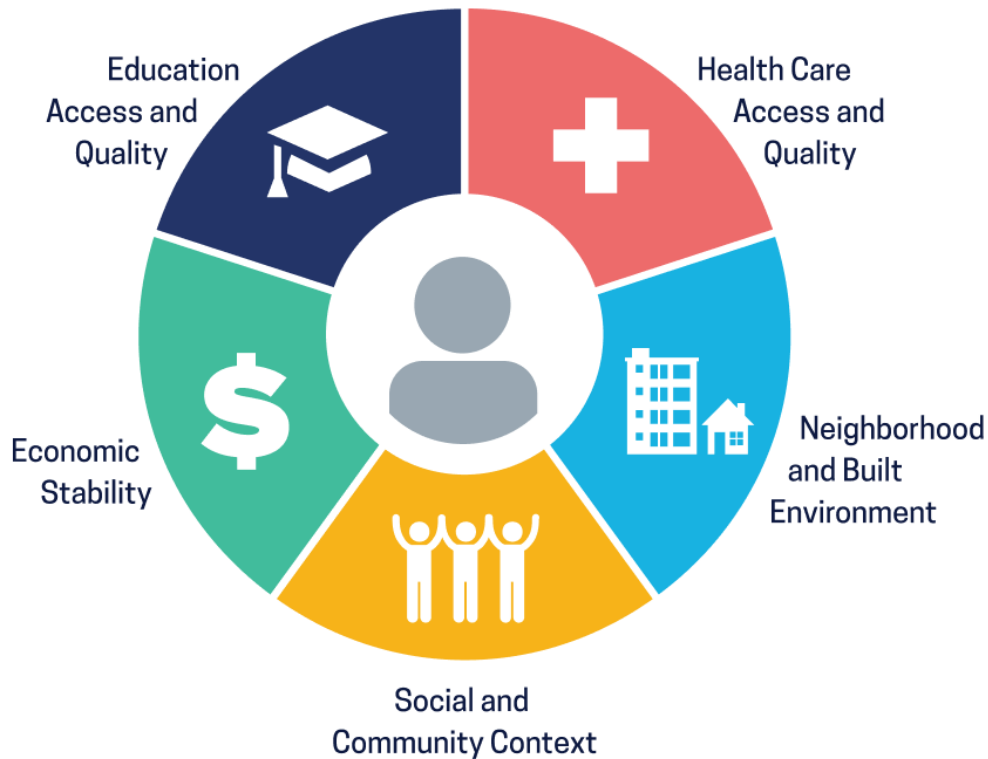 Education
Access and
Quality
Health Care
Access and
Quality
Economic
Stability
Neighborhood
and Built
Environment
Social and
Community Context